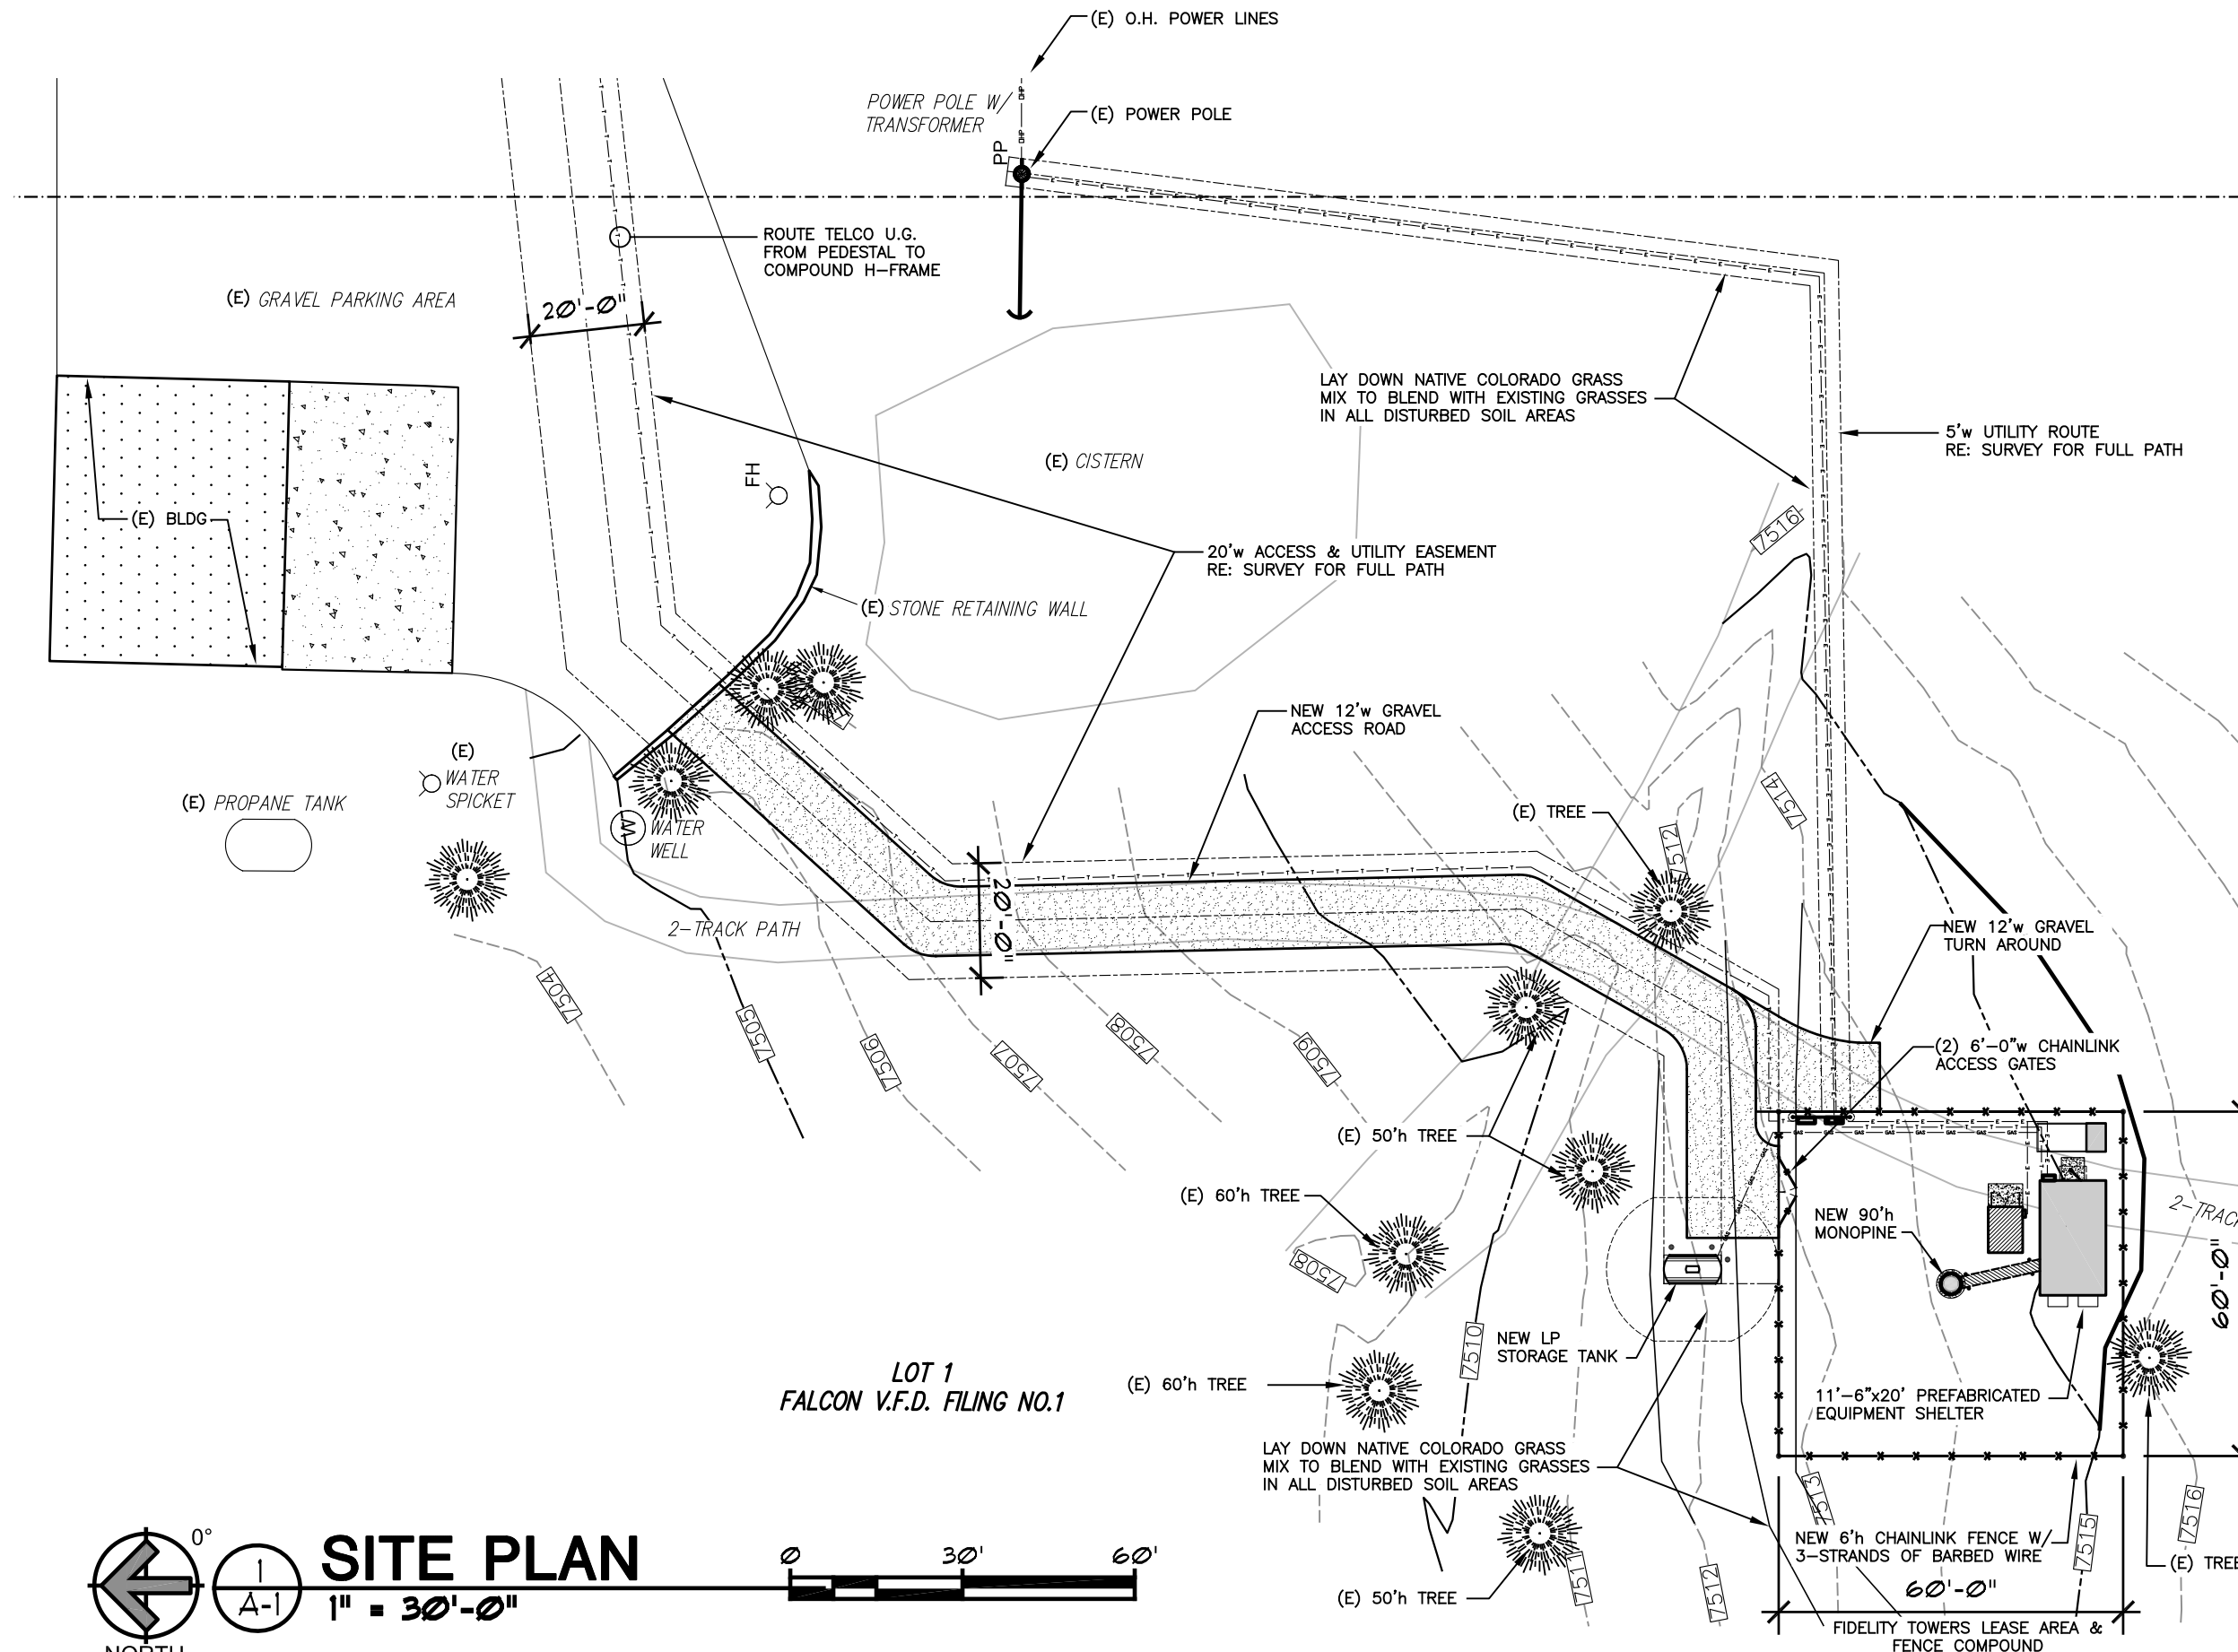 (E) O.H. POWER LINES
POWER POLE W/
TRANSFORMER
(E) POWER POLE
PP
OHP
OHP
ROUTE TELCO U.G.
FROM PEDESTAL TO
COMPOUND H-FRAME
(E) GRAVEL PARKING AREA
20'-0"
LAY DOWN NATIVE COLORADO GRASS
MIX TO BLEND WITH EXISTING GRASSES
IN ALL DISTURBED SOIL AREAS
5'w UTILITY ROUTE
RE: SURVEY FOR FULL PATH
(E) CISTERN
FH
(E) BLDG
7516
20'w ACCESS & UTILITY EASEMENT
RE: SURVEY FOR FULL PATH
(E) STONE RETAINING WALL
NEW 12'w GRAVEL
ACCESS ROAD
(E)
WATER
SPICKET
(E) PROPANE TANK
W
WATER
WELL
(E) TREE
7514
7512
2-TRACK PATH
20'-0"
NEW 12'w GRAVEL
TURN AROUND
7504
7505
7506
7507
7508
7509
(2) 6'-0"w CHAINLINK
ACCESS GATES
(E) 50'h TREE
(E) 60'h TREE
NEW 90'h
MONOPINE
2-TRACK
60'-0"
7508
7510
NEW LP
STORAGE TANK
LOT 1
FALCON V.F.D. FILING NO.1
(E) 60'h TREE
11'-6"x20' PREFABRICATED
EQUIPMENT SHELTER
LAY DOWN NATIVE COLORADO GRASS
MIX TO BLEND WITH EXISTING GRASSES
IN ALL DISTURBED SOIL AREAS
7513
7515
7516
NEW 6'h CHAINLINK FENCE W/
3-STRANDS OF BARBED WIRE
(E) TREE
7511
7512
(E) 50'h TREE
60'-0"
FIDELITY TOWERS LEASE AREA &
FENCE COMPOUND
0°
NORTH
1
A-1
SITE PLAN
1" = 30'-0"
0 30' 60'